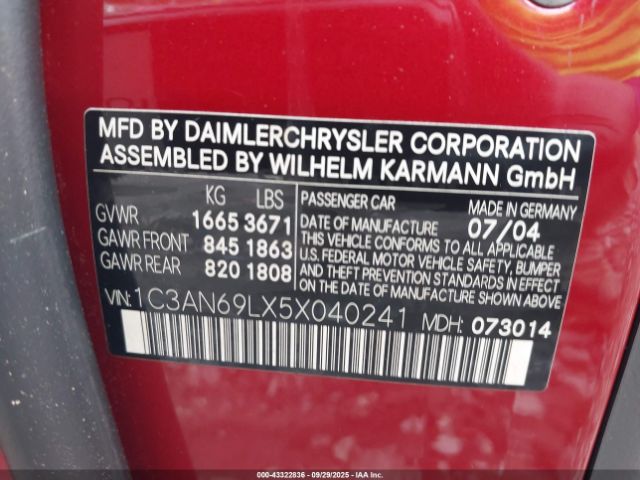 MFD BY DAIMLERCHRYSLER CORPORATION
ASSEMBLED BY WILHELM KARMANN GmbH
KG LBS
GVWR 1665 3671
GAWR FRONT 845 1863
GAWR REAR 820 1808
PASSENGER CAR MADE IN GERMANY
DATE OF MANUFACTURE 07/04
THIS VEHICLE CONFORMS TO ALL APPLICABLE
U.S. FEDERAL MOTOR VEHICLE SAFETY, BUMPER
AND THEFT PREVENTION STANDARDS IN EFFECT
ON THE DATE OF MANUFACTURE SHOWN ABOVE.
VIN: 1C3AN69LX5X040241 MDH: 073014
000-43322836 09/29/2025 COPYRIGHT IAA, LLC.